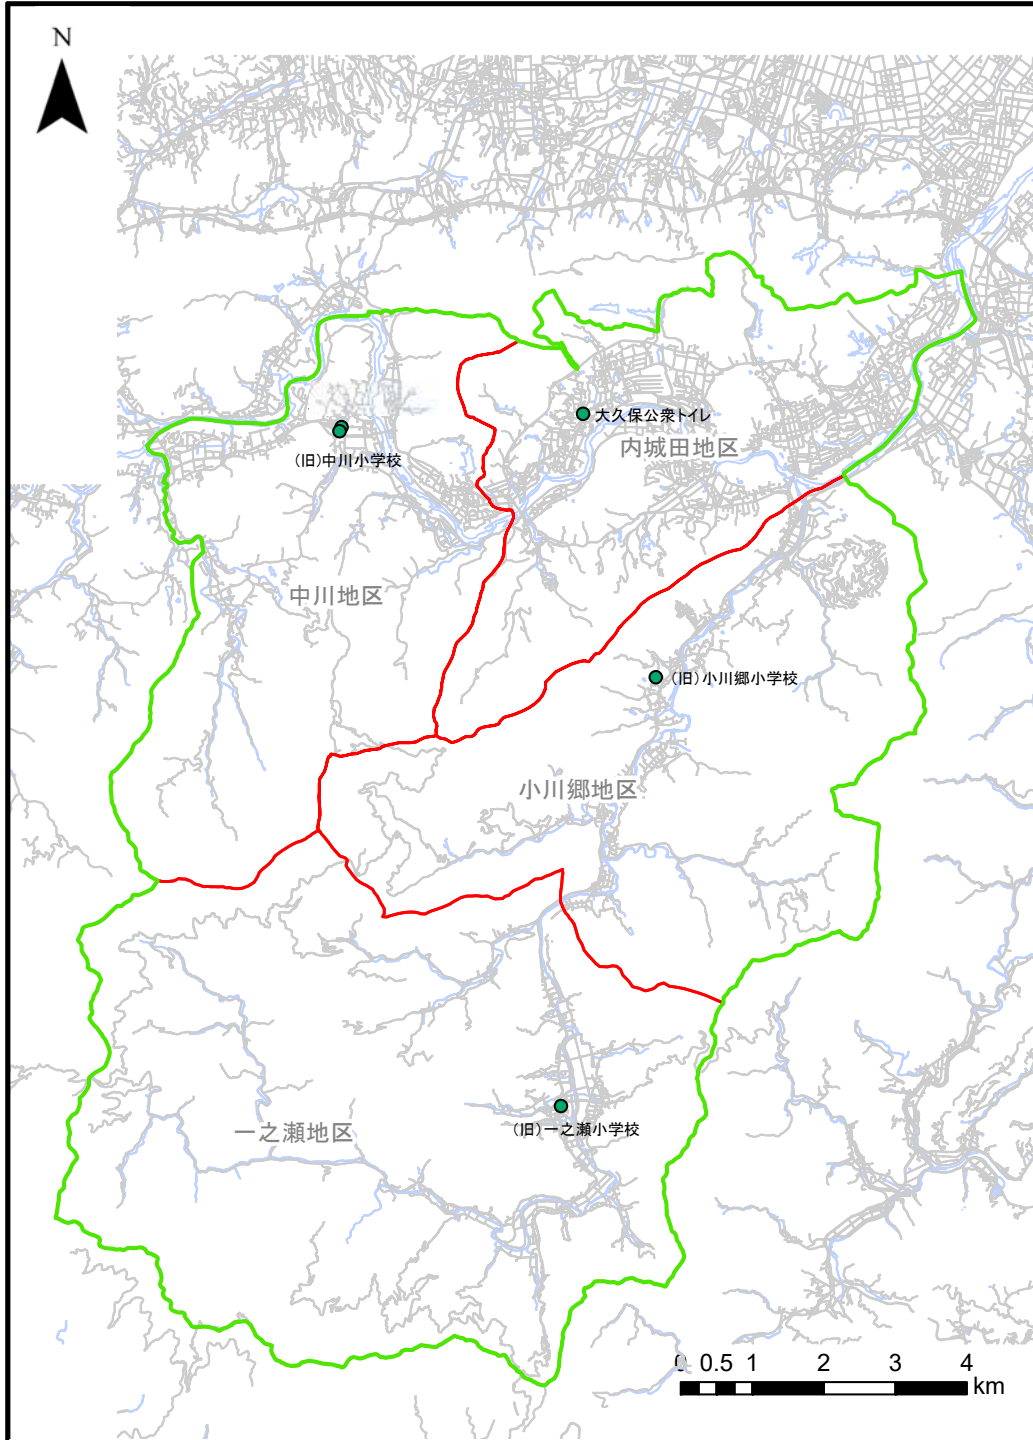 N
大久保公衆トイレ
内城田地区
(旧)中川小学校
中川地区
(旧)小川郷小学校
小川郷地区
(旧)一之瀬小学校
一之瀬地区
0 0.5 1 2 3 4
km